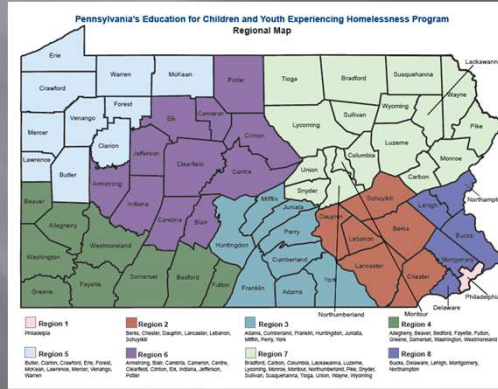 Pennsylvania's Education for Children and Youth Experiencing Homelessness Program
Regional Map
Erie
Crawford
Warren
McKean
Potter
Tioga
Bradford
Susquehanna
Lackawanna
Wayne
Forest
Venango
Mercer
Elk
Cameron
Clinton
Lycoming
Sullivan
Wyoming
Pike
Clarion
Jefferson
Clearfield
Centre
Columbia
Luzerne
Monroe
Lawrence
Butler
Armstrong
Union
Snyder
Carbon
Northampton
Beaver
Indiana
Cambria
Blair
Mifflin
Juniata
Dauphin
Schuylkill
Lehigh
Allegheny
Westmoreland
Huntingdon
Perry
Lebanon
Berks
Bucks
Washington
Cumberland
Lancaster
Montgomery
Greene
Fayette
Somerset
Bedford
Fulton
Franklin
Adams
York
Chester
Philadelphia
Delaware
Montour
Northumberland
Region 1
Philadelpia
Region 2
Berks, Chester, Dauphin, Lancaster, Lebanon,
Schuylkill
Region 3
Adams, Cumberland, Franklin, Huntingdon, Juniata,
Mifflin, Perry, York
Region 4
Allegheny, Beaver, Bedford, Fayette, Fulton,
Greene, Somerset, Washington, Westmoreland
Region 5
Butler, Clarion, Crawford, Erie, Forest,
McKean, Lawrence, Mercer, Venango,
Warren
Region 6
Armstrong, Blair, Cambria, Cameron, Centre,
Clearfield, Clinton, Elk, Indiana, Jefferson,
Potter
Region 7
Bradford, Carbon, Columbia, Lackawanna, Luzerne,
Lycoming, Monroe, Montour, Northumberland, Pike, Snyder,
Sullivan, Susquehanna, Tioga, Union, Wayne, Wyoming
Region 8
Bucks, Delaware, Lehigh, Montgomery,
Northampton